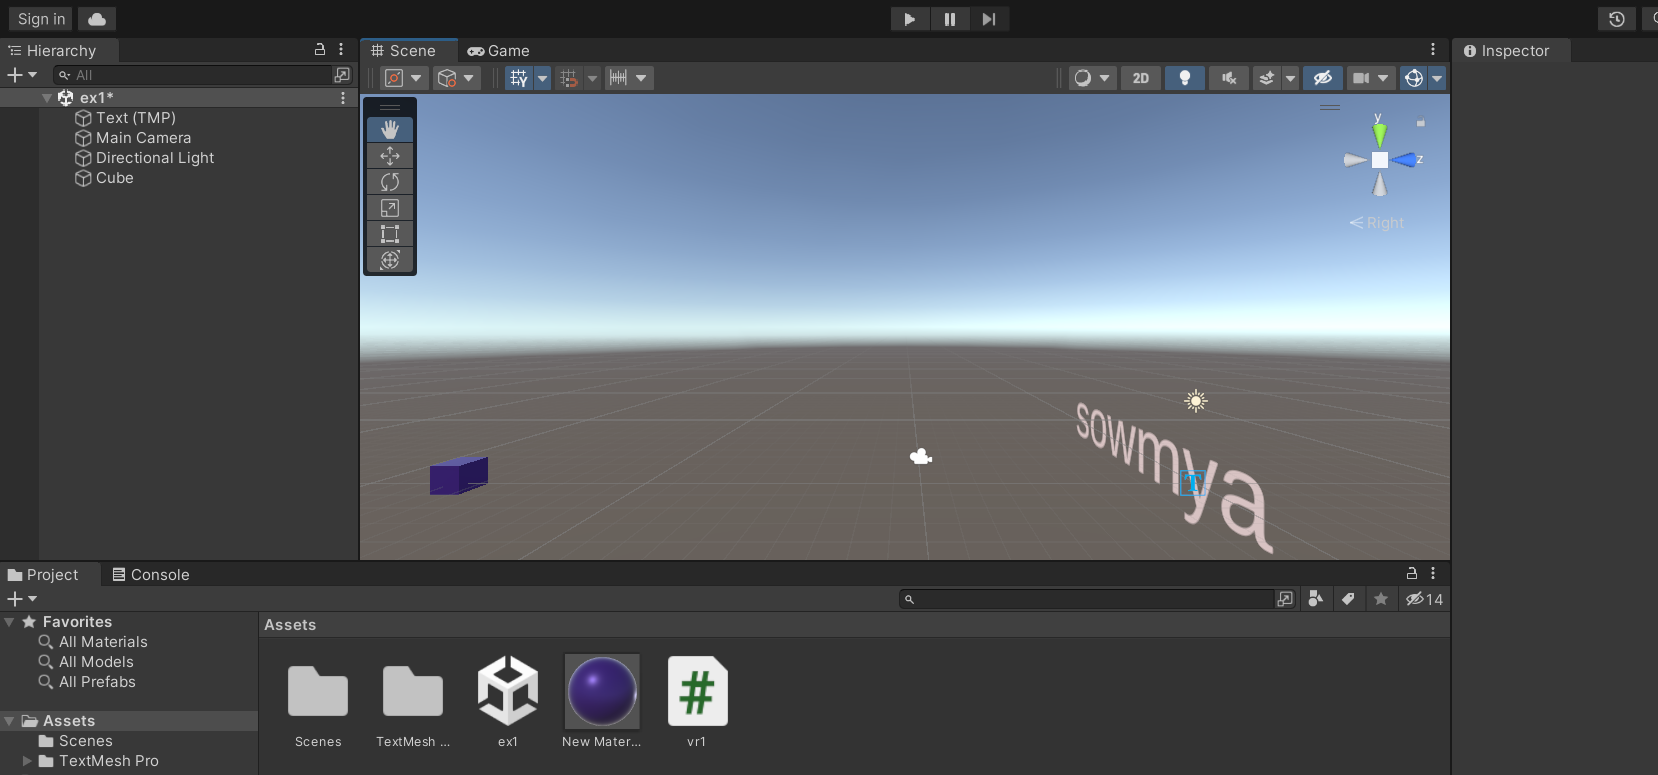 Sign in
Hierarchy
All
ex1*
Text (TMP)
Main Camera
Directional Light
Cube
Scene
Game
2D
y
z
Right
sowmya
T
Inspector
Project
Console
14
Favorites
All Materials
All Models
All Prefabs
Assets
Scenes
TextMesh Pro
Assets
Scenes
TextMesh ...
ex1
New Mater...
#
vr1